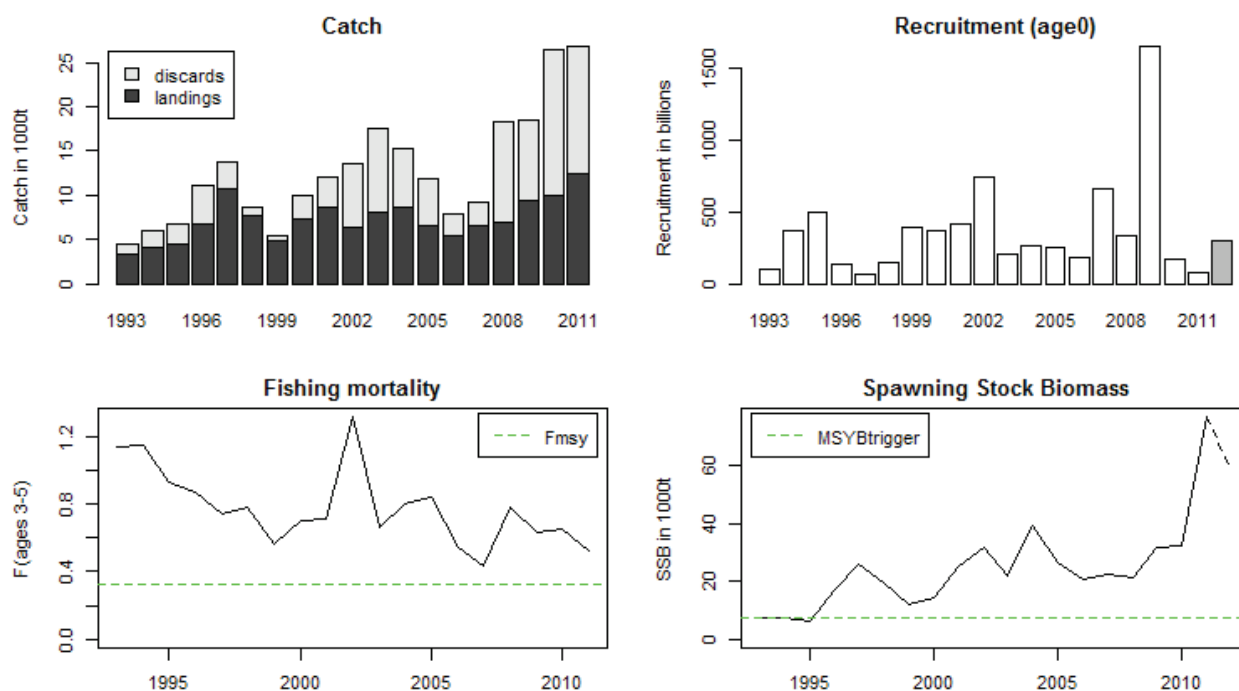 Catch
discards
landings
Catch in 1000t
25
20
15
10
5
0
1993 1996 1999 2002 2005 2008 2011
Recruitment (age0)
Recruitment in billions
1500
1000
500
0
1993 1996 1999 2002 2005 2008 2011
Fishing mortality
Fmsy
F(ages 3-5)
1.2
0.8
0.4
0.0
1995 2000 2005 2010
Spawning Stock Biomass
MSYBtrigger
SSB in 1000t
60
40
20
0
1995 2000 2005 2010